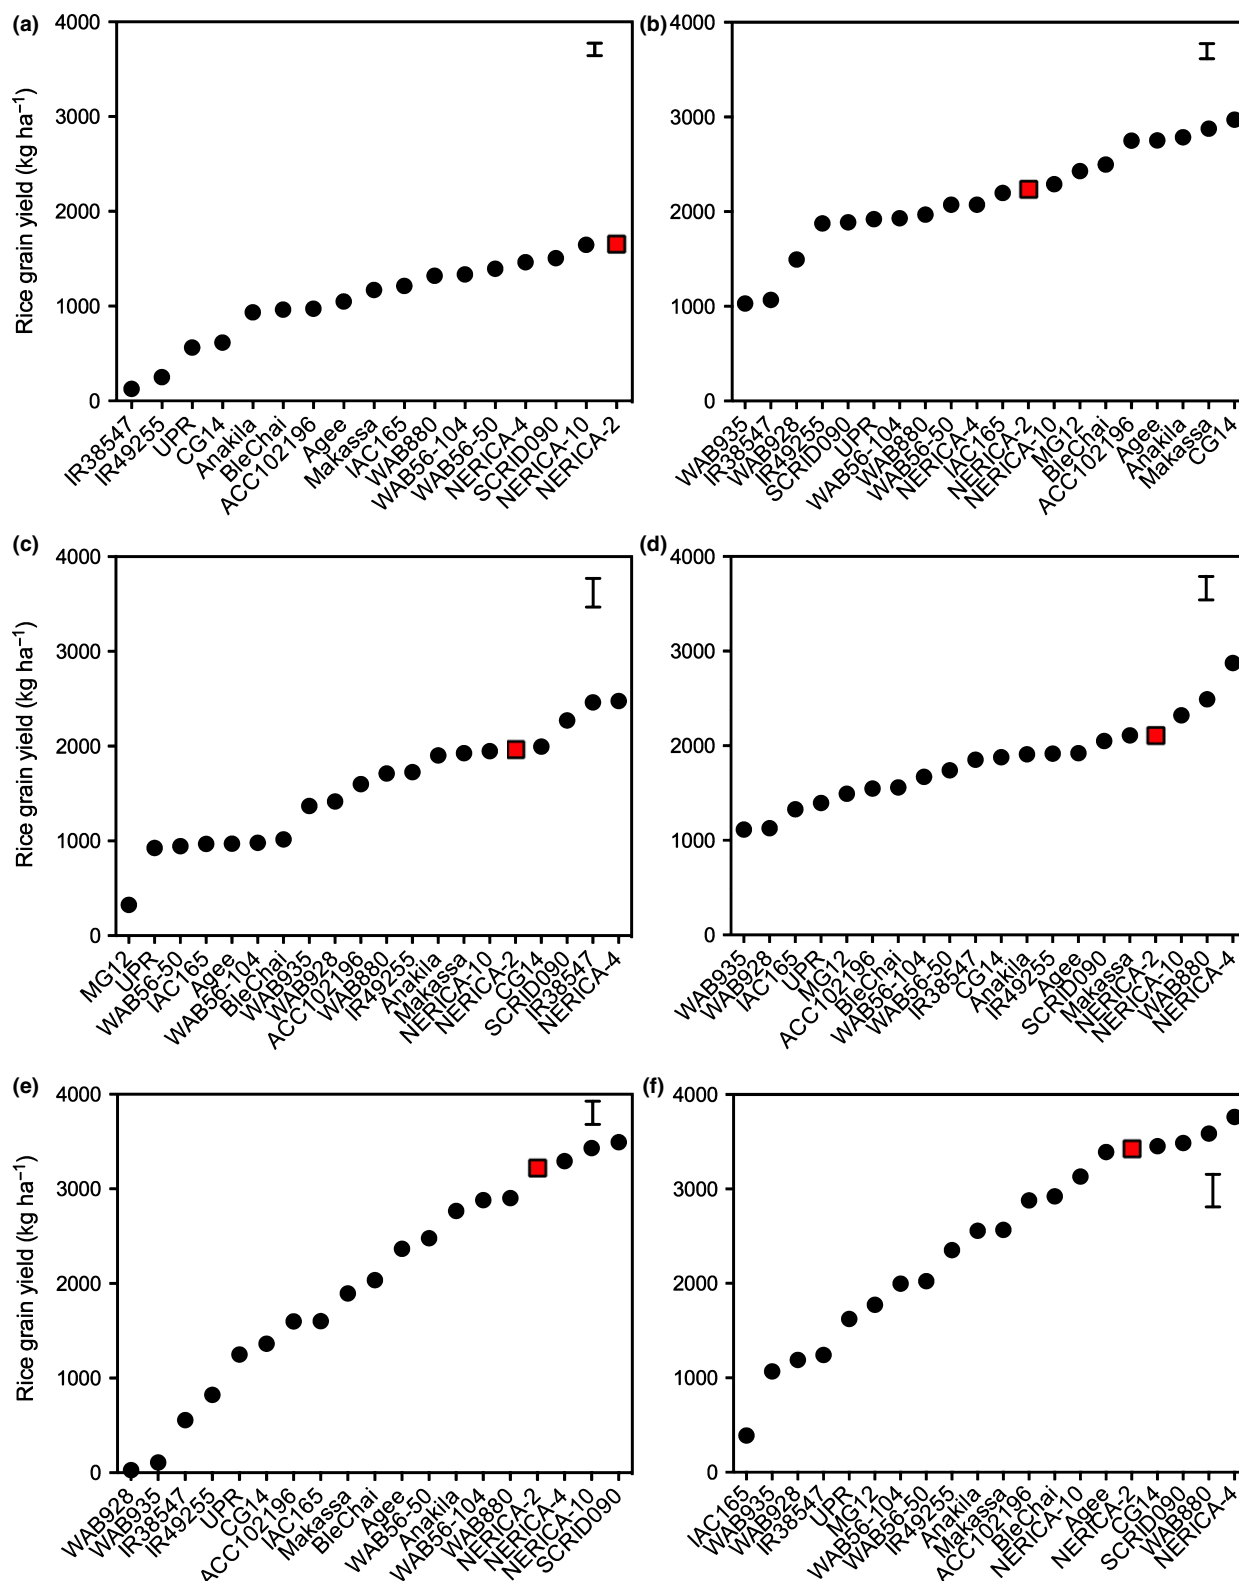 (a)
4000
3000
2000
1000
0
Rice grain yield (kg ha⁻¹)
IR38547
IR49255
UPR
CG14
Anakila
BleChai
ACC102196
Agee
Makassa
IAC165
WAB880
WAB56-104
WAB56-50
NERICA-4
SCRID090
NERICA-10
NERICA-2
(b)
4000
3000
2000
1000
0
WAB935
IR38547
WAB928
IR49255
SCRID090
UPR
WAB56-104
WAB880
WAB56-50
NERICA-4
IAC165
NERICA-2
NERICA-10
MG12
BleChai
ACC102196
Agee
Anakila
Makassa
CG14
(c)
4000
3000
2000
1000
0
Rice grain yield (kg ha⁻¹)
MG12
UPR
WAB56-50
IAC165
Agee
WAB56-104
BleChai
WAB935
WAB928
ACC102196
WAB880
IR49255
Anakila
Makassa
NERICA-10
NERICA-2
CG14
SCRID090
IR38547
NERICA-4
(d)
4000
3000
2000
1000
0
WAB935
WAB928
IAC165
UPR
MG12
ACC102196
BleChai
WAB56-104
WAB56-50
IR38547
CG14
Anakila
IR49255
Agee
SCRID090
Makassa
NERICA-2
NERICA-10
WAB880
NERICA-4
(e)
4000
3000
2000
1000
0
Rice grain yield (kg ha⁻¹)
WAB928
WAB935
IR38547
IR49255
UPR
CG14
ACC102196
IAC165
Makassa
BleChai
Agee
WAB56-50
Anakila
WAB56-104
WAB880
NERICA-2
NERICA-4
NERICA-10
SCRID090
(f)
4000
3000
2000
1000
0
IAC165
WAB935
WAB928
IR38547
UPR
MG12
WAB56-104
WAB56-50
IR49255
Anakila
Makassa
ACC102196
BleChai
NERICA-10
Agee
NERICA-2
CG14
SCRID090
WAB880
NERICA-4